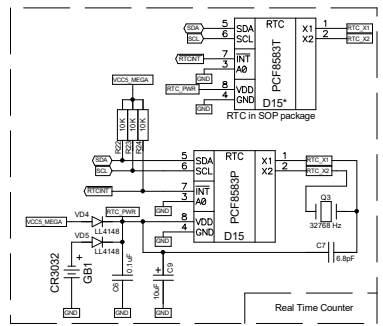 RTC
SDA 5 SDA X1 1 RTC_X1
SCL 6 SCL X2 2 RTC_X2
PCF8583T
RTCINT 7 INT
3 A0
GND
VCC5_MEGA
RTC_PWR 8 VDD
4 GND
GND
D15*
RTC in SOP package
R22 10K
R23 10K
R24 10K
RTC
SDA 5 SDA X1 1 RTC_X1
SCL 6 SCL X2 2 RTC_X2
PCF8583P
RTCINT 7 INT
3 A0
GND
Q3
32768 Hz
VD4 RTC_PWR 8 VDD
VCC5_MEGA
LL4148
4 GND
GND
D15
VD5
LL4148
C7
6.8pF
CR3032
+
GB1
C6 0.1uF
+
10uF C9
GND GND GND
Real Time Counter